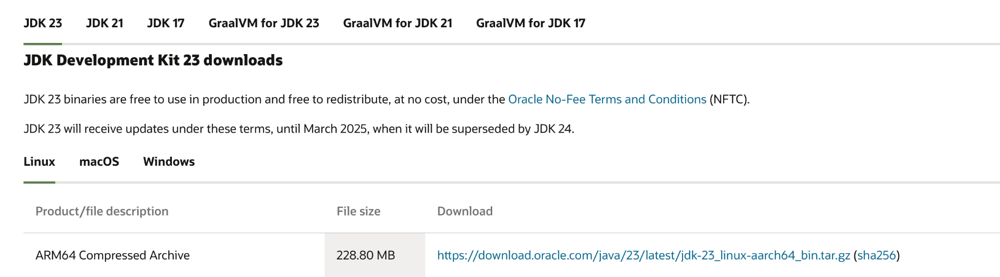 JDK 23 JDK 21 JDK 17 GraalVM for JDK 23 GraalVM for JDK 21 GraalVM for JDK 17
JDK Development Kit 23 downloads
JDK 23 binaries are free to use in production and free to redistribute, at no cost, under the Oracle No-Fee Terms and Conditions (NFTC).
JDK 23 will receive updates under these terms, until March 2025, when it will be superseded by JDK 24.
Linux macOS Windows
Product/file description File size Download
ARM64 Compressed Archive 228.80 MB https://download.oracle.com/java/23/latest/jdk-23_linux-aarch64_bin.tar.gz (sha256)